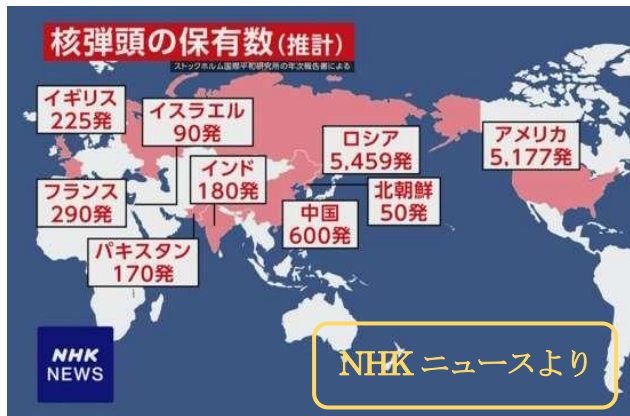 核弾頭の保有数(推計)
ストックホルム国際平和研究所の年次報告書による
イギリス
225発
イスラエル
90発
ロシア
5,459発
アメリカ
5,177発
フランス
290発
インド
180発
中国
600発
北朝鮮
50発
パキスタン
170発
NHK
NEWS
NHKニュースより